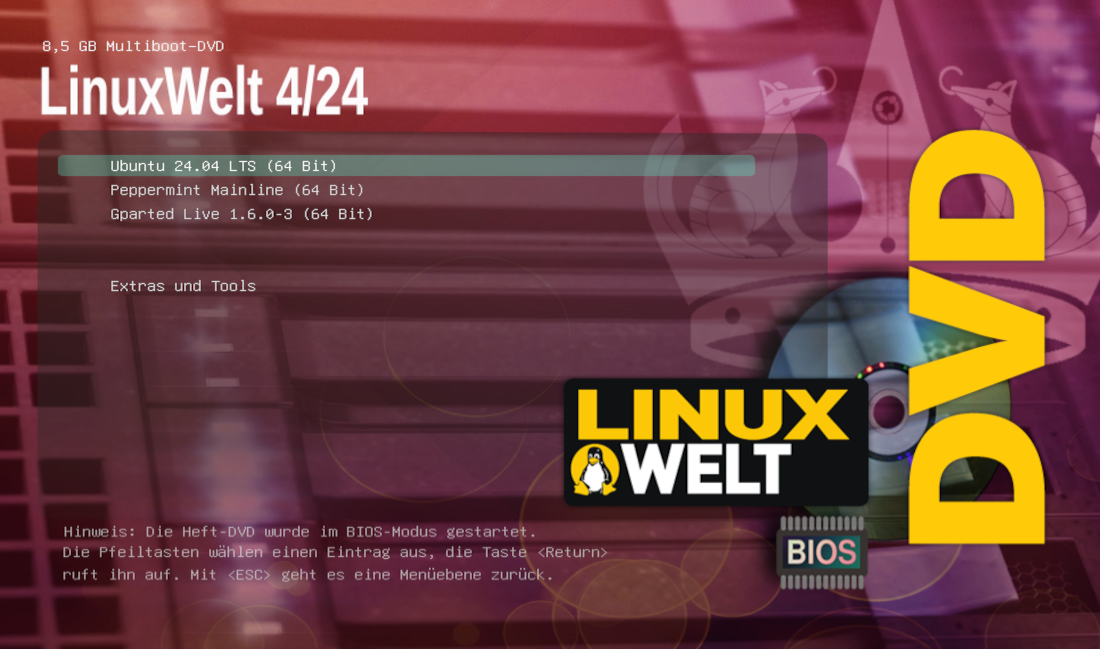 8,5 GB Multiboot-DVD
LinuxWelt 4/24
Ubuntu 24.04 LTS (64 Bit)
Peppermint Mainline (64 Bit)
Gparted Live 1.6.0-3 (64 Bit)
Extras und Tools
DVD
LINUX
WELT
BIOS
Hinweis: Die Heft-DVD wurde im BIOS-Modus gestartet.
Die Pfeiltasten wählen einen Eintrag aus, die Taste <Return>
ruft ihn auf. Mit <ESC> geht es eine Menüebene zurück.